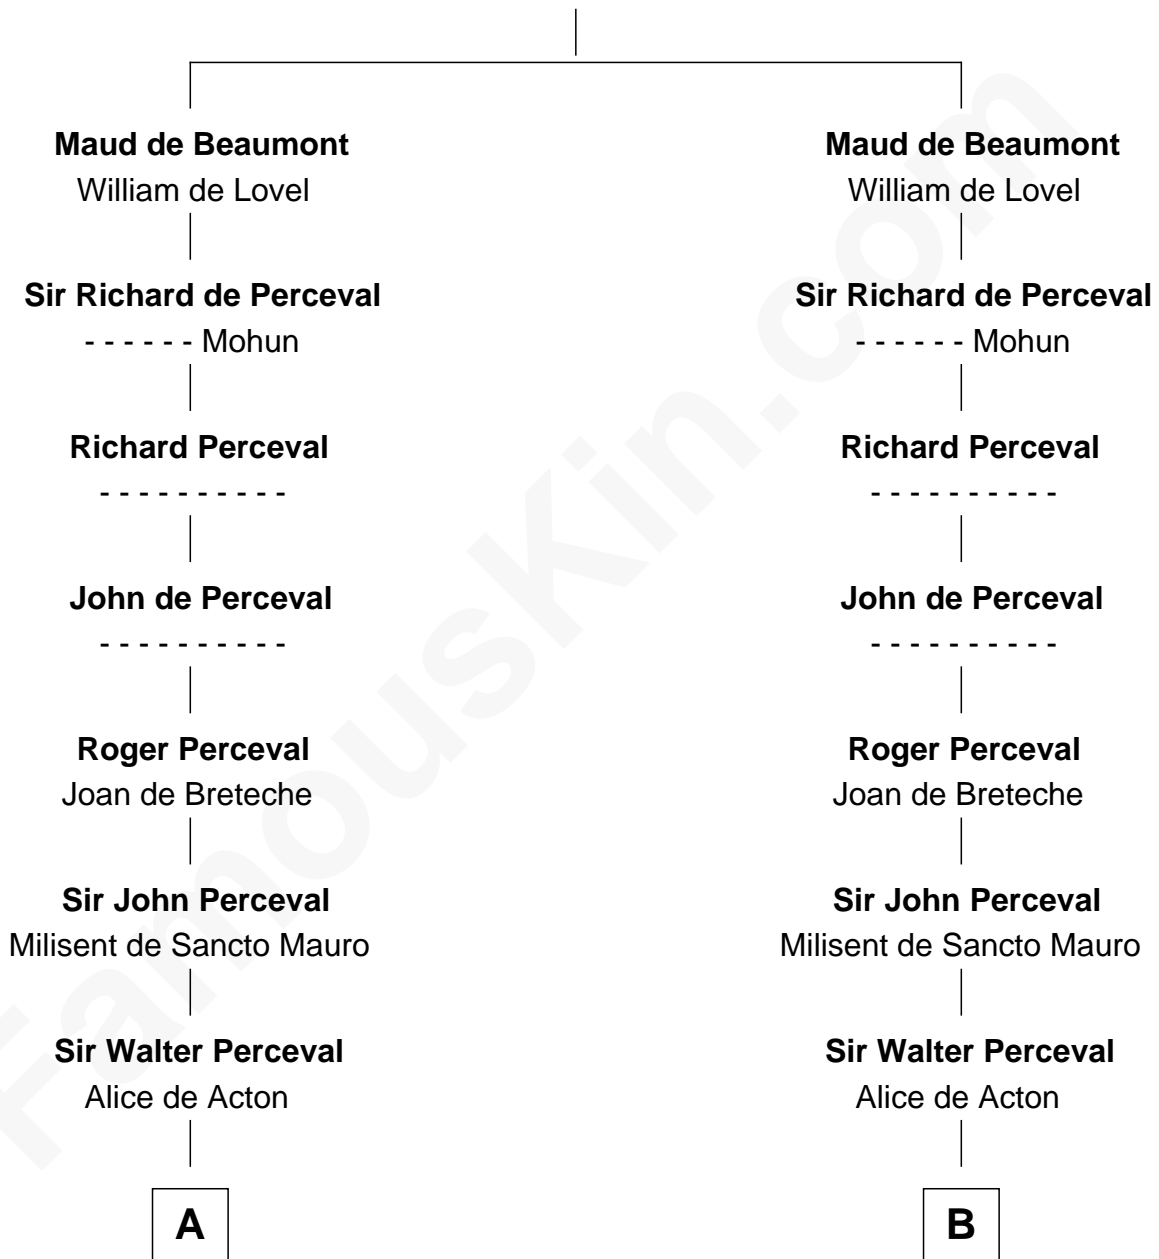 Maud de Beaumont
William de Lovel
Sir Richard de Perceval
- - - - - - Mohun
Richard Perceval
- - - - - - - - - -
John de Perceval
- - - - - - - - - -
Roger Perceval
Joan de Breteche
Sir John Perceval
Milisent de Sancto Mauro
Sir Walter Perceval
Alice de Acton
A
Maud de Beaumont
William de Lovel
Sir Richard de Perceval
- - - - - - Mohun
Richard Perceval
- - - - - - - - - -
John de Perceval
- - - - - - - - - -
Roger Perceval
Joan de Breteche
Sir John Perceval
Milisent de Sancto Mauro
Sir Walter Perceval
Alice de Acton
B
FamousKin.com